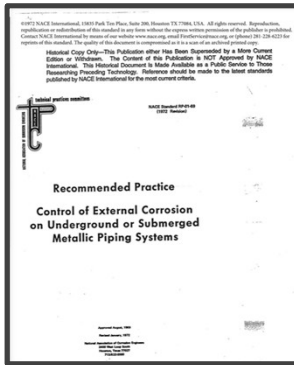 ©1972 NACE International, 15835 Park Ten Place, Suite 200, Houston TX 77084, USA. All rights reserved. Reproduction,
republication or redistribution of this standard in any form without the express written permission of the publisher is prohibited.
Contact NACE International by means of our website www.nace.org, email FirstService@nace.org, or (phone) 281-228-6223 for
reprints of this standard. The quality of this document is compromised as it is a scan of an archived printed copy.
Historical Copy Only—This Publication either Has Been Superseded by a More Current
Edition or Withdrawn. The Content of this Publication is NOT Approved by NACE
International. This Historical Document Is Made Available as a Public Service to Those
Researching Preceding Technology. Reference should be made to the latest standards
published by NACE International for the most current criteria.
technical practices committee
NACE Standard RP-01-69
(1972 Revision)
Recommended Practice
Control of External Corrosion
on Underground or Submerged
Metallic Piping Systems
Approved August, 1969
Revised January, 1972
National Association of Corrosion Engineers
Houston, Texas